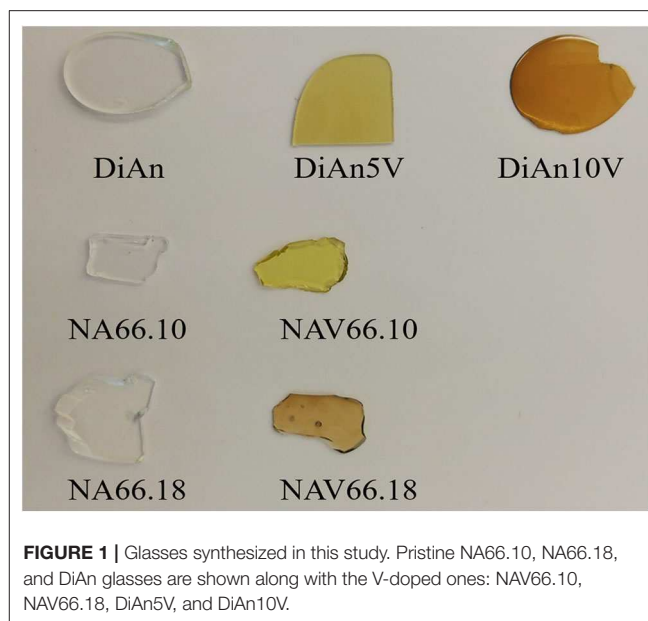 DiAn DiAn5V DiAn10V
NA66.10 NAV66.10
NA66.18 NAV66.18
FIGURE 1 | Glasses synthesized in this study. Pristine NA66.10, NA66.18,
and DiAn glasses are shown along with the V-doped ones: NAV66.10,
NAV66.18, DiAn5V, and DiAn10V.